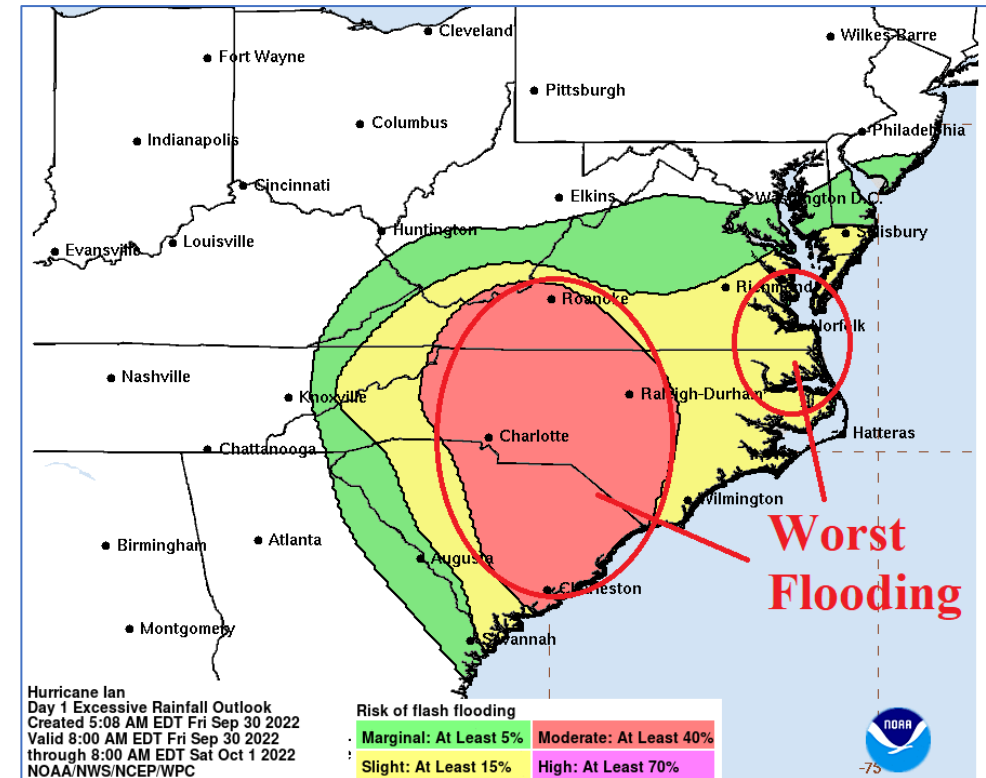 Cleveland
Wilkes-Barre
Fort Wayne
Pittsburgh
Columbus
Philadelphia
Indianapolis
Cincinnati
Elkins
Washington D.C.
Huntington
Salisbury
Louisville
Evansville
Richmond
Roanoke
Norfolk
Nashville
Knoxville
Raleigh-Durham
Charlotte
Hatteras
Chattanooga
Wilmington
Worst
Flooding
Birmingham
Atlanta
Augusta
Charleston
Montgomery
Savannah
Hurricane Ian
Day 1 Excessive Rainfall Outlook
Created 5:08 AM EDT Fri Sep 30 2022
Valid 8:00 AM EDT Fri Sep 30 2022
through 8:00 AM EDT Sat Oct 1 2022
NOAA/NWS/NCEP/WPC
Risk of flash flooding
Marginal: At Least 5%
Moderate: At Least 40%
Slight: At Least 15%
High: At Least 70%
NOAA
-75